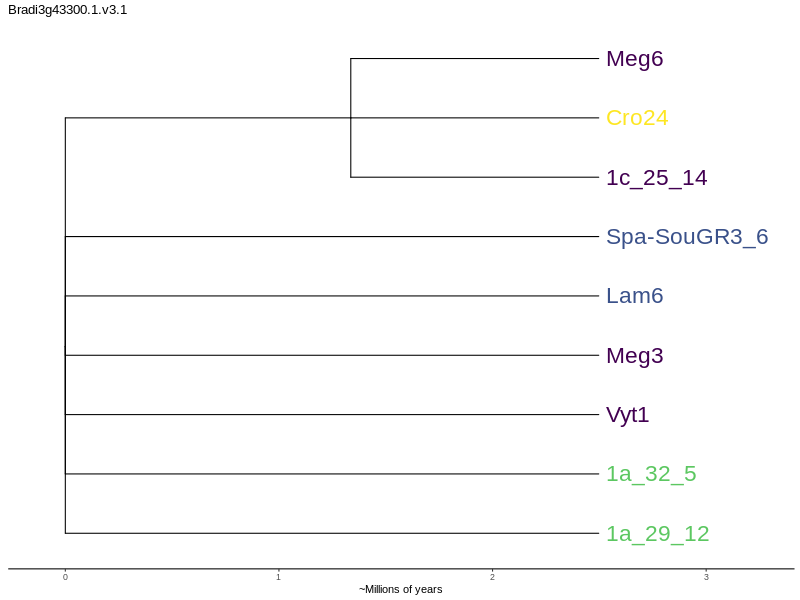 Bradi3g43300.1.v3.1
Meg6
Cro24
1c_25_14
Spa-SouGR3_6
Lam6
Meg3
Vyt1
1a_32_5
1a_29_12
0 1 2 3
~Millions of years